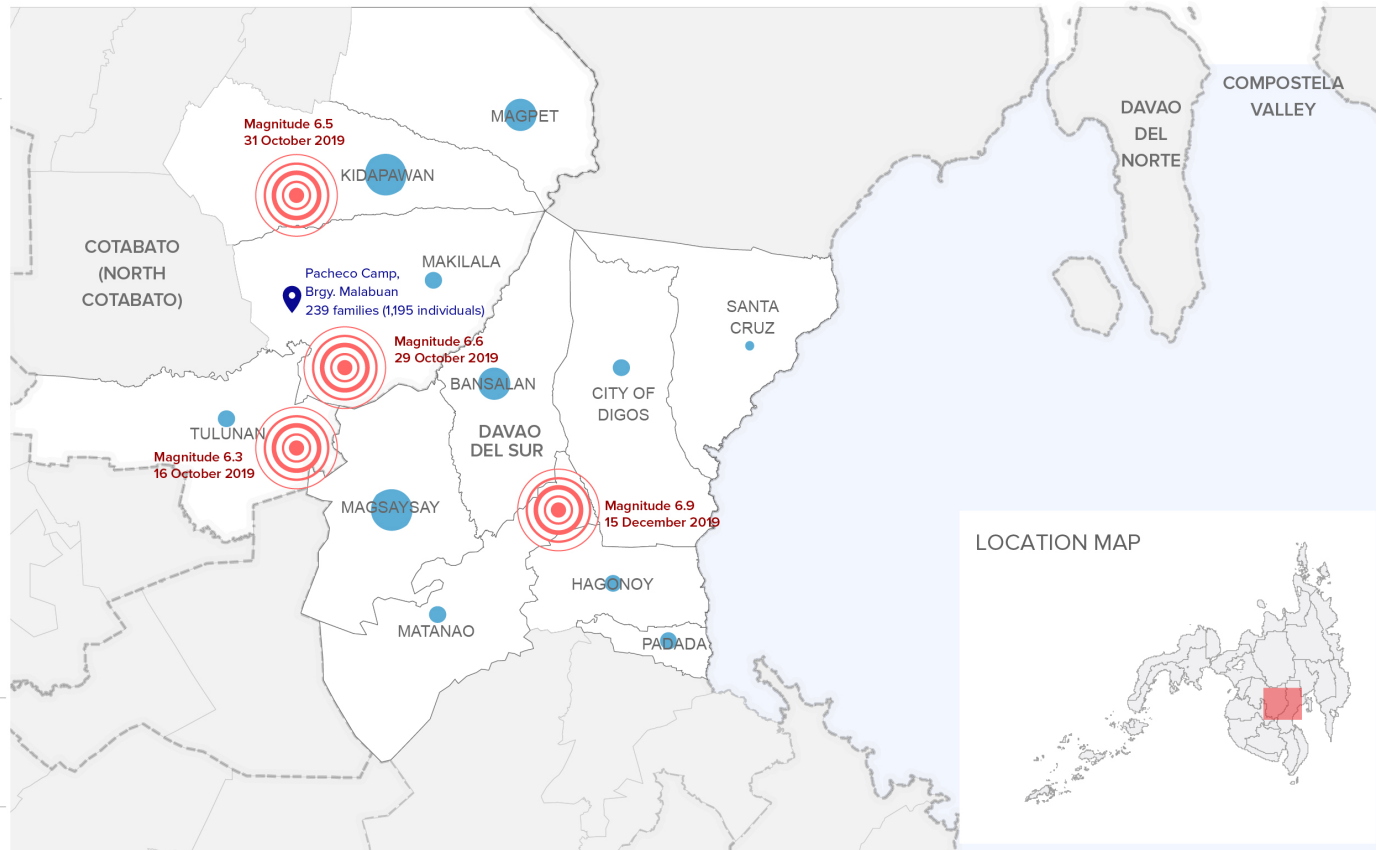 COMPOSTELA
VALLEY
DAVAO
DEL
NORTE
MAGPET
Magnitude 6.5
31 October 2019
KIDAPAWAN
COTABATO
(NORTH
COTABATO)
MAKILALA
Pacheco Camp,
Brgy. Malabuan
239 families (1,195 individuals)
SANTA
CRUZ
Magnitude 6.6
29 October 2019
BANSALAN
CITY OF
DIGOS
TULUNAN
DAVAO
DEL SUR
Magnitude 6.3
16 October 2019
MAGSAYSAY
Magnitude 6.9
15 December 2019
LOCATION MAP
HAGONOY
MATANAO
PADADA